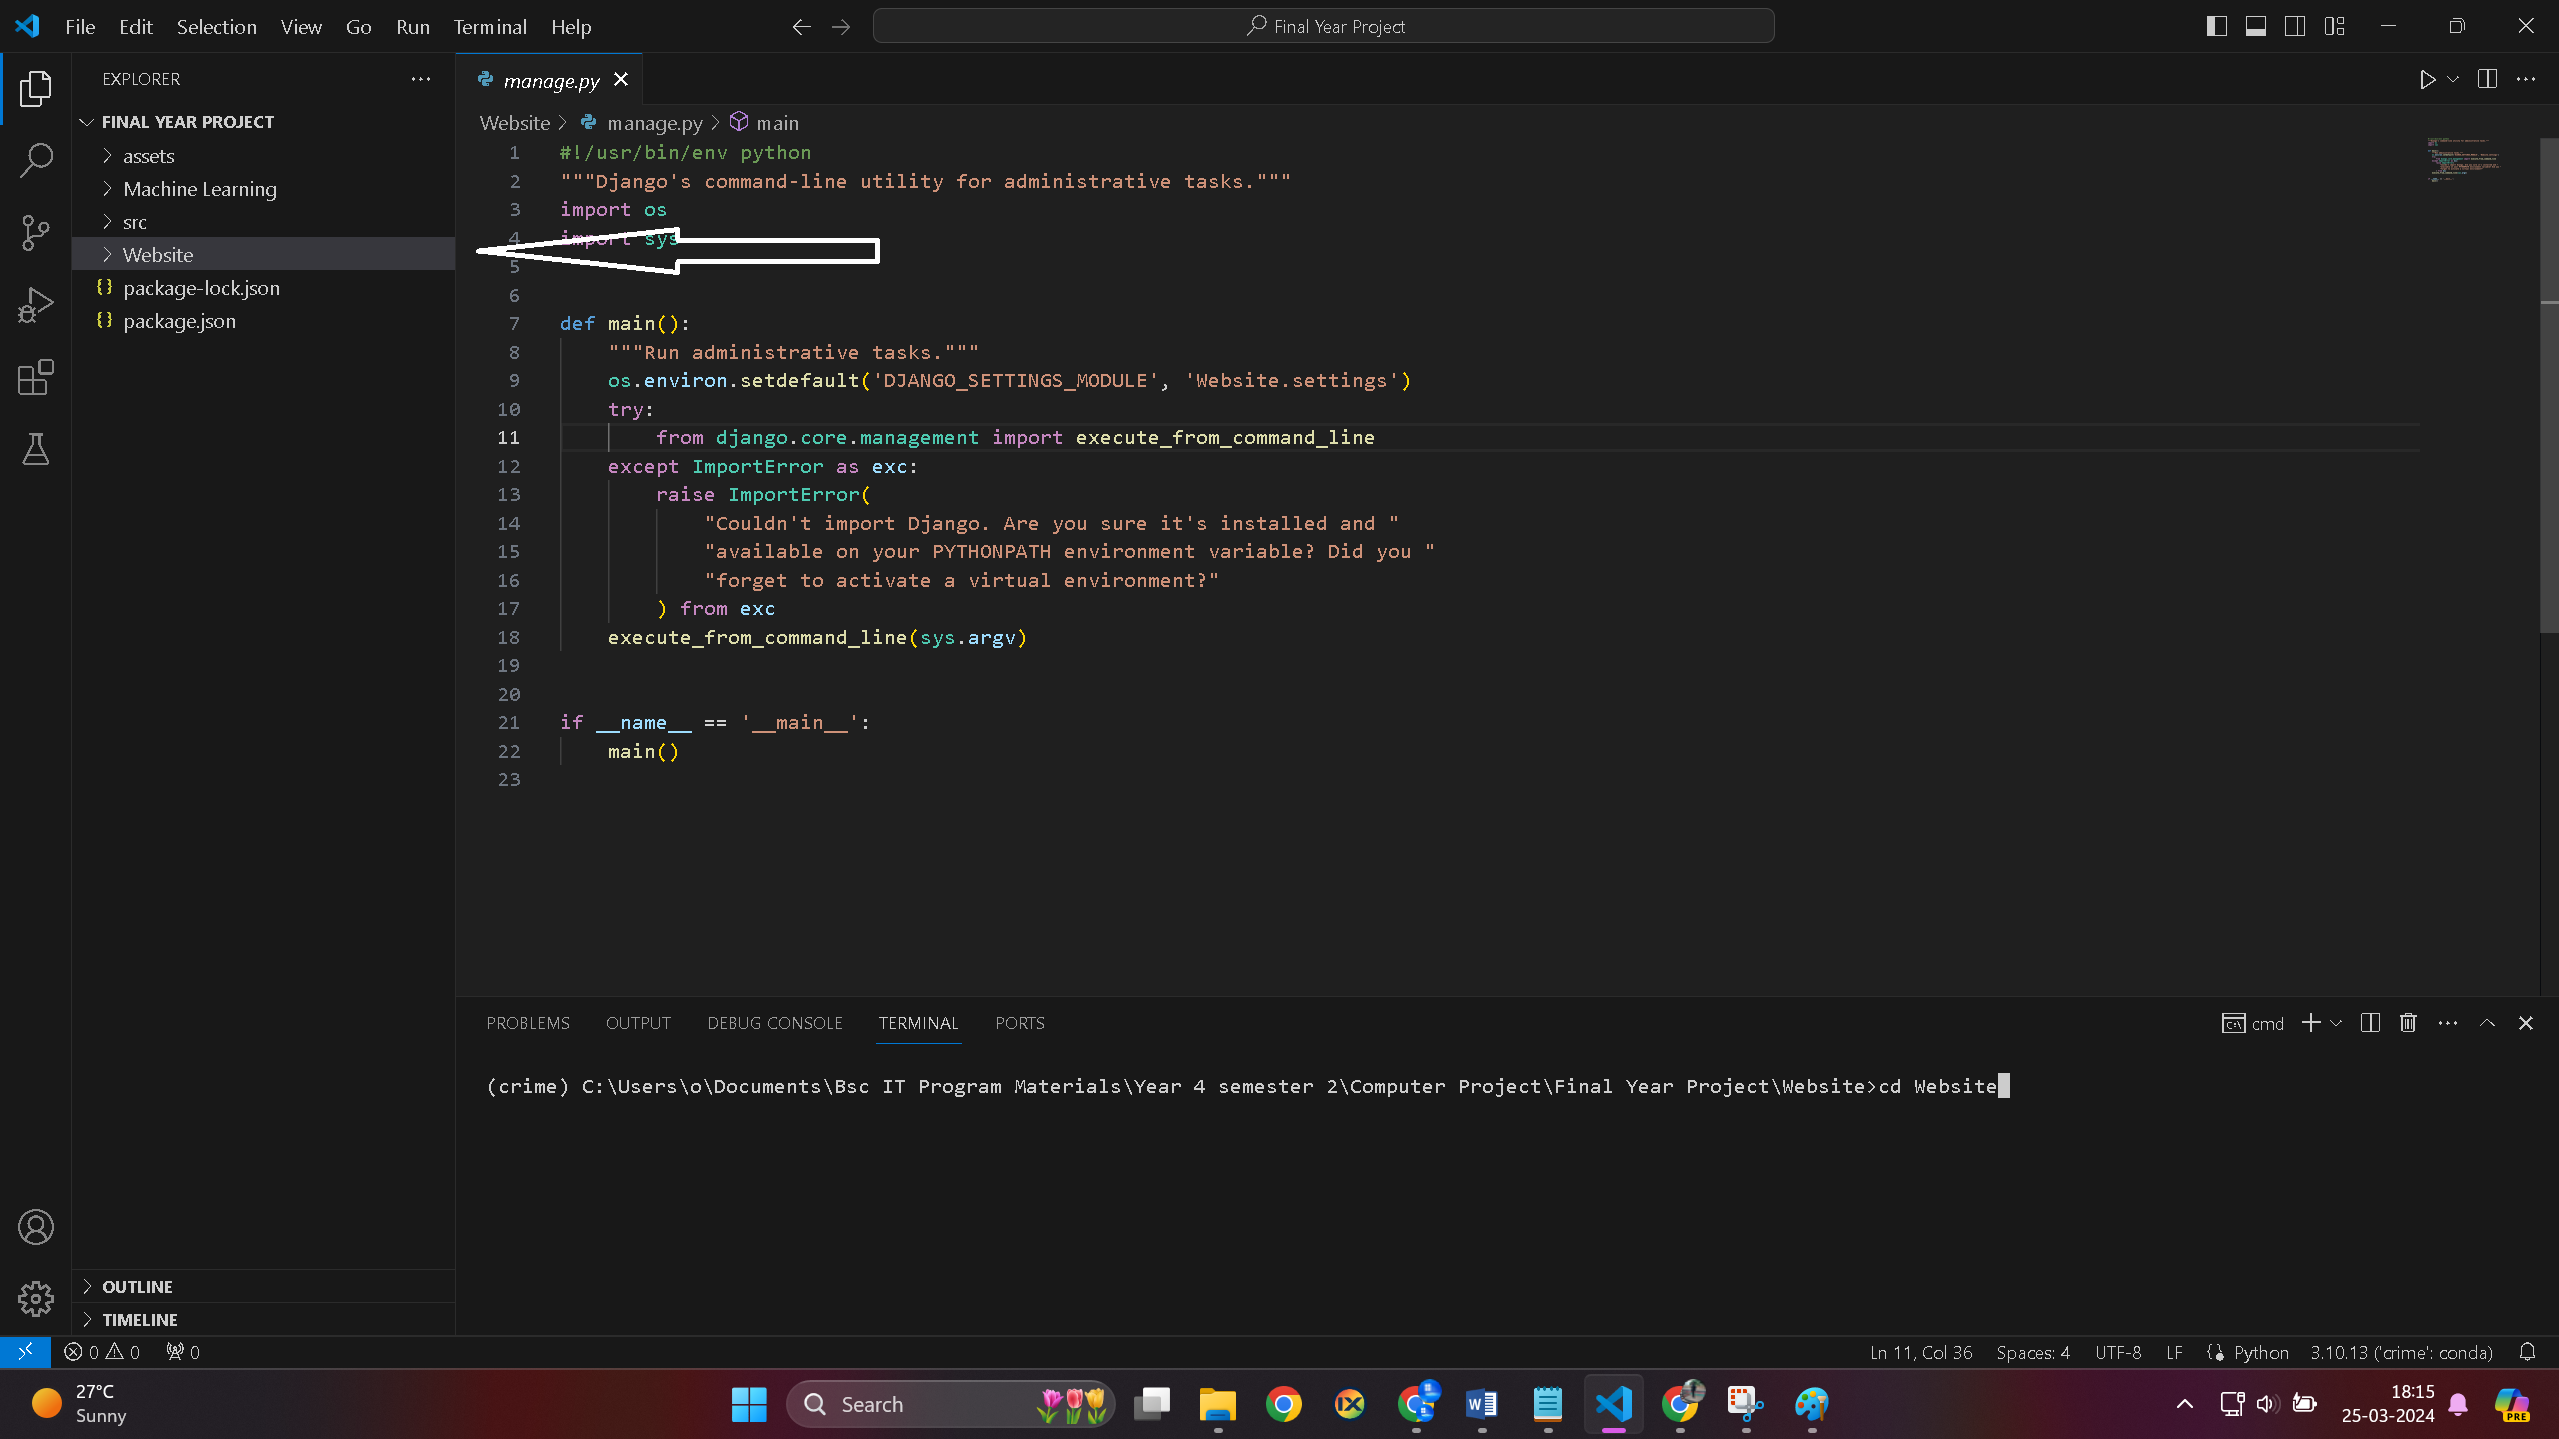 File Edit Selection View Go Run Terminal Help
Final Year Project
EXPLORER
FINAL YEAR PROJECT
assets
Machine Learning
src
Website
package-lock.json
package.json
OUTLINE
TIMELINE
manage.py
Website > manage.py > main
1 #!/usr/bin/env python
2 """Django's command-line utility for administrative tasks."""
3 import os
4 import sys
5
6
7 def main():
8 """Run administrative tasks."""
9 os.environ.setdefault('DJANGO_SETTINGS_MODULE', 'Website.settings')
10 try:
11 from django.core.management import execute_from_command_line
12 except ImportError as exc:
13 raise ImportError(
14 "Couldn't import Django. Are you sure it's installed and "
15 "available on your PYTHONPATH environment variable? Did you "
16 "forget to activate a virtual environment?"
17 ) from exc
18 execute_from_command_line(sys.argv)
19
20
21 if __name__ == '__main__':
22 main()
23
PROBLEMS OUTPUT DEBUG CONSOLE TERMINAL PORTS
cmd
(crime) C:\Users\o\Documents\Bsc IT Program Materials\Year 4 semester 2\Computer Project\Final Year Project\Website>cd Website
0 0 0
Ln 11, Col 36 Spaces: 4 UTF-8 LF Python 3.10.13 ('crime': conda)
27°C
Sunny
Search
18:15
25-03-2024
PRE